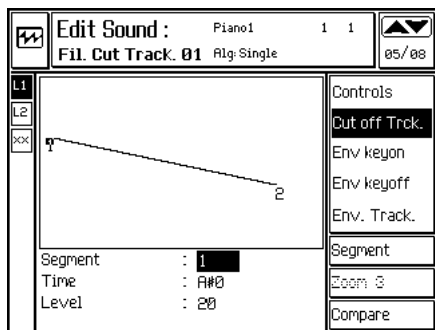 Edit Sound : Piano1 1 1
Fil. Cut Track. 01 Alg: Single 05/08
L1
L2
xx
1
2
Controls
Cut off Trck.
Env keyon
Env keyoff
Env. Track.
Segment
Zoom 3
Compare
Segment : 1
Time : A#0
Level : 20